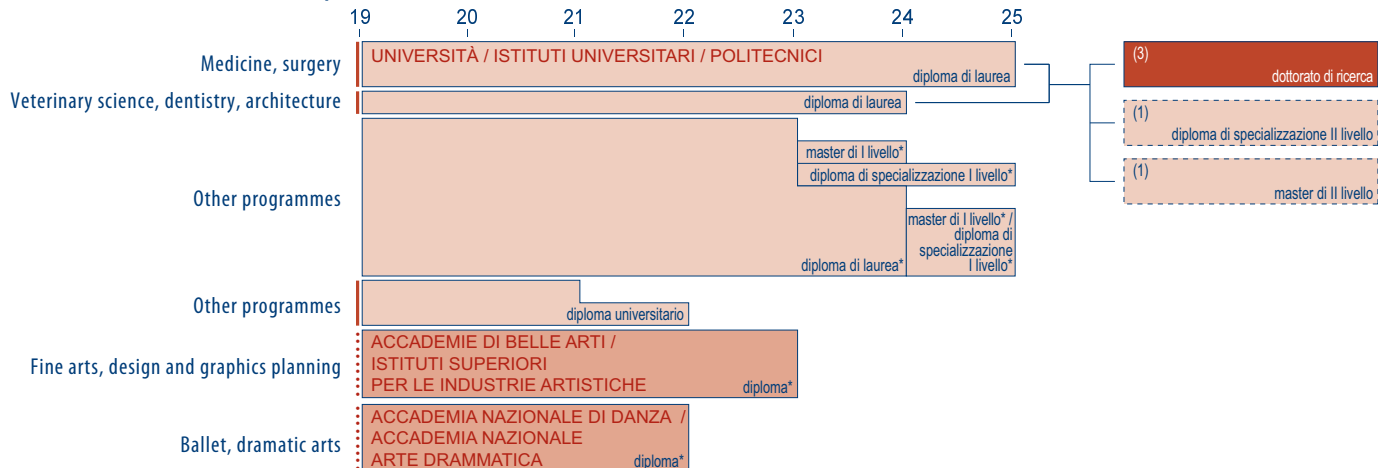 19 20 21 22 23 24 25
Medicine, surgery
UNIVERSITÀ / ISTITUTI UNIVERSITARI / POLITECNICI
diploma di laurea
(3)
dottorato di ricerca
Veterinary science, dentistry, architecture
diploma di laurea
(1)
diploma di specializzazione II livello
(1)
master di II livello
Other programmes
master di I livello*
diploma di specializzazione I livello*
master di I livello* /
diploma di
specializzazione
I livello*
diploma di laurea*
Other programmes
diploma universitario
Fine arts, design and graphics planning
ACCADEMIE DI BELLE ARTI /
ISTITUTI SUPERIORI
PER LE INDUSTRIE ARTISTICHE
diploma*
Ballet, dramatic arts
ACCADEMIA NAZIONALE DI DANZA /
ACCADEMIA NAZIONALE
ARTE DRAMMATICA
diploma*